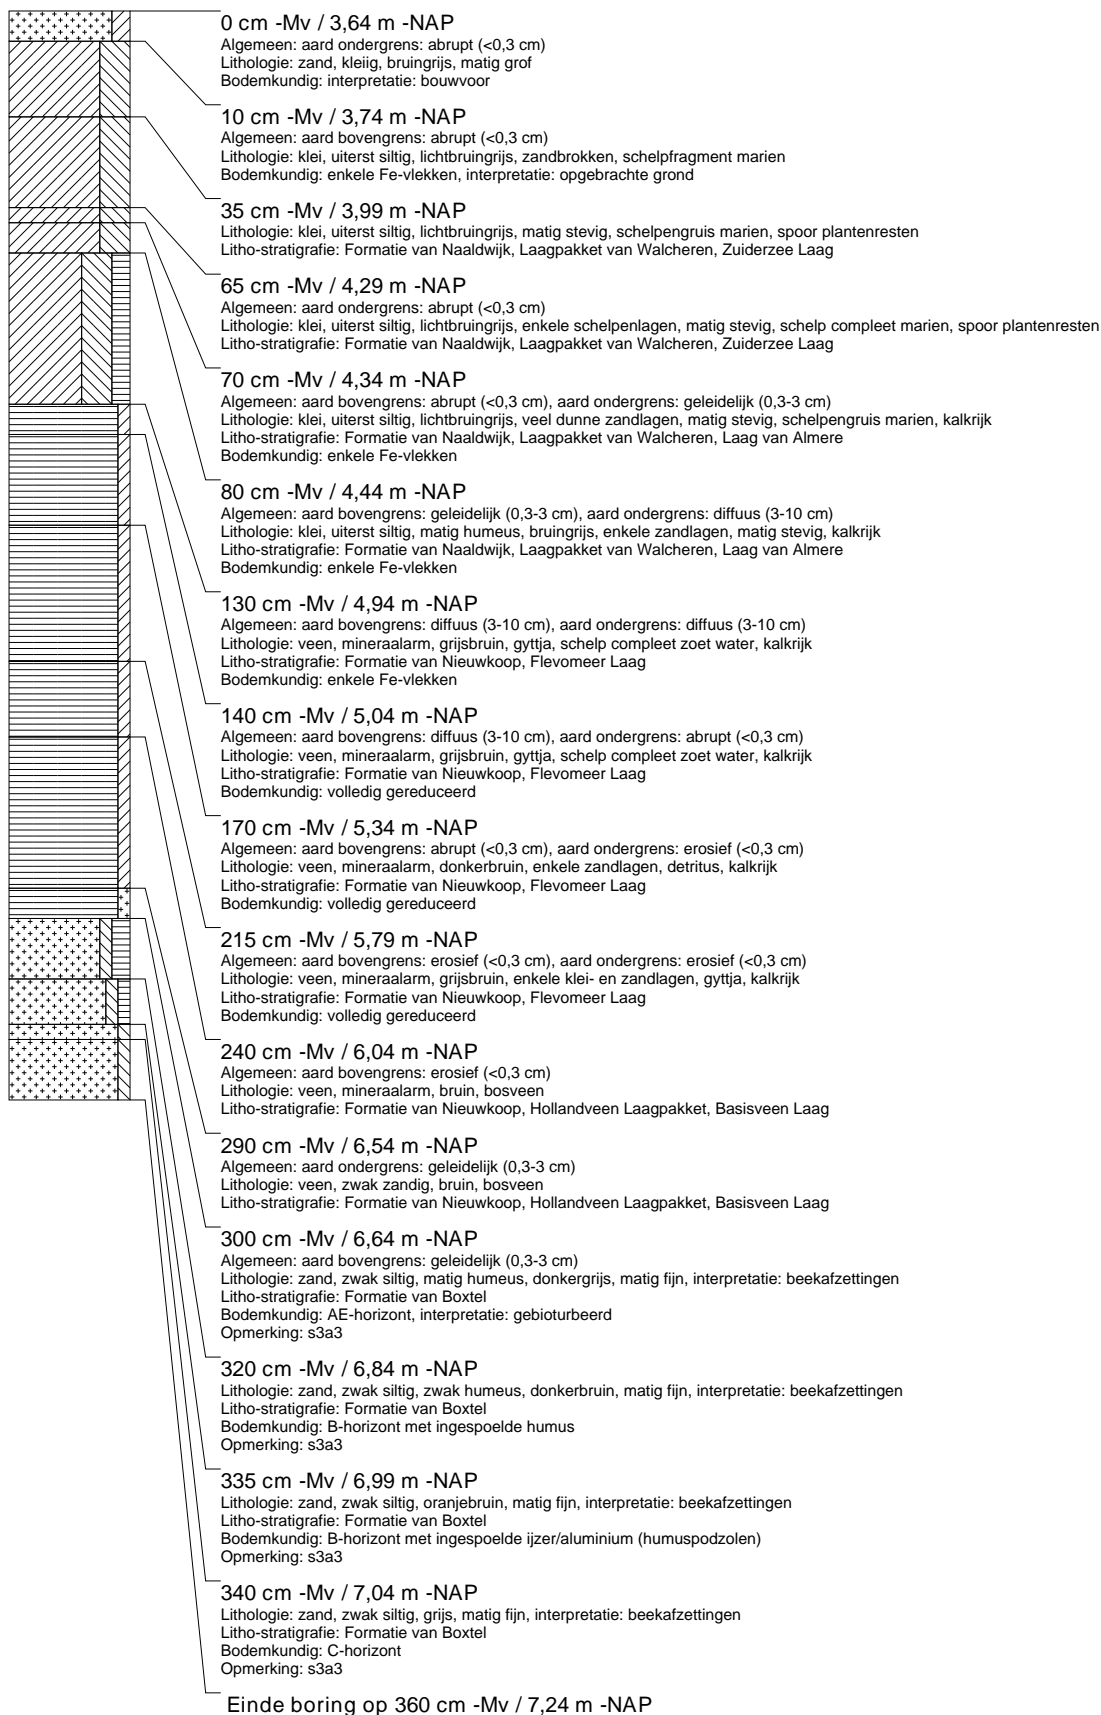 0 cm -Mv / 3,64 m -NAP
Algemeen: aard ondergrens: abrupt (<0,3 cm)
Lithologie: zand, kleiig, bruingrijs, matig grof
Bodemkundig: interpretatie: bouwvoor
10 cm -Mv / 3,74 m -NAP
Algemeen: aard bovengrens: abrupt (<0,3 cm)
Lithologie: klei, uiterst siltig, lichtbruingrijs, zandbrokken, schelpfragment marien
Bodemkundig: enkele Fe-vlekken, interpretatie: opgebrachte grond
35 cm -Mv / 3,99 m -NAP
Lithologie: klei, uiterst siltig, lichtbruingrijs, matig stevig, schelpengruis marien, spoor plantenresten
Litho-stratigrafie: Formatie van Naaldwijk, Laagpakket van Walcheren, Zuiderzee Laag
65 cm -Mv / 4,29 m -NAP
Algemeen: aard ondergrens: abrupt (<0,3 cm)
Lithologie: klei, uiterst siltig, lichtbruingrijs, enkele schelpenlagen, matig stevig, schelp compleet marien, spoor plantenresten
Litho-stratigrafie: Formatie van Naaldwijk, Laagpakket van Walcheren, Zuiderzee Laag
70 cm -Mv / 4,34 m -NAP
Algemeen: aard bovengrens: abrupt (<0,3 cm), aard ondergrens: geleidelijk (0,3-3 cm)
Lithologie: klei, uiterst siltig, lichtbruingrijs, veel dunne zandlagen, matig stevig, schelpengruis marien, kalkrijk
Litho-stratigrafie: Formatie van Naaldwijk, Laagpakket van Walcheren, Laag van Almere
Bodemkundig: enkele Fe-vlekken
80 cm -Mv / 4,44 m -NAP
Algemeen: aard bovengrens: geleidelijk (0,3-3 cm), aard ondergrens: diffuus (3-10 cm)
Lithologie: klei, uiterst siltig, matig humeus, bruingrijs, enkele zandlagen, matig stevig, kalkrijk
Litho-stratigrafie: Formatie van Naaldwijk, Laagpakket van Walcheren, Laag van Almere
Bodemkundig: enkele Fe-vlekken
130 cm -Mv / 4,94 m -NAP
Algemeen: aard bovengrens: diffuus (3-10 cm), aard ondergrens: diffuus (3-10 cm)
Lithologie: veen, mineraalarm, grijsbruin, gyttja, schelp compleet zoet water, kalkrijk
Litho-stratigrafie: Formatie van Nieuwkoop, Flevomeer Laag
Bodemkundig: enkele Fe-vlekken
140 cm -Mv / 5,04 m -NAP
Algemeen: aard bovengrens: diffuus (3-10 cm), aard ondergrens: abrupt (<0,3 cm)
Lithologie: veen, mineraalarm, grijsbruin, gyttja, schelp compleet zoet water, kalkrijk
Litho-stratigrafie: Formatie van Nieuwkoop, Flevomeer Laag
Bodemkundig: volledig gereduceerd
170 cm -Mv / 5,34 m -NAP
Algemeen: aard bovengrens: abrupt (<0,3 cm), aard ondergrens: erosief (<0,3 cm)
Lithologie: veen, mineraalarm, donkerbruin, enkele zandlagen, detritus, kalkrijk
Litho-stratigrafie: Formatie van Nieuwkoop, Flevomeer Laag
Bodemkundig: volledig gereduceerd
215 cm -Mv / 5,79 m -NAP
Algemeen: aard bovengrens: erosief (<0,3 cm), aard ondergrens: erosief (<0,3 cm)
Lithologie: veen, mineraalarm, grijsbruin, enkele klei- en zandlagen, gyttja, kalkrijk
Litho-stratigrafie: Formatie van Nieuwkoop, Flevomeer Laag
Bodemkundig: volledig gereduceerd
240 cm -Mv / 6,04 m -NAP
Algemeen: aard bovengrens: erosief (<0,3 cm)
Lithologie: veen, mineraalarm, bruin, bosveen
Litho-stratigrafie: Formatie van Nieuwkoop, Hollandveen Laagpakket, Basisveen Laag
290 cm -Mv / 6,54 m -NAP
Algemeen: aard ondergrens: geleidelijk (0,3-3 cm)
Lithologie: veen, zwak zandig, bruin, bosveen
Litho-stratigrafie: Formatie van Nieuwkoop, Hollandveen Laagpakket, Basisveen Laag
300 cm -Mv / 6,64 m -NAP
Algemeen: aard bovengrens: geleidelijk (0,3-3 cm)
Lithologie: zand, zwak siltig, matig humeus, donkergrijs, matig fijn, interpretatie: beekafzettingen
Litho-stratigrafie: Formatie van Boxtel
Bodemkundig: AE-horizont, interpretatie: gebioturbeerd
Opmerking: s3a3
320 cm -Mv / 6,84 m -NAP
Lithologie: zand, zwak siltig, zwak humeus, donkerbruin, matig fijn, interpretatie: beekafzettingen
Litho-stratigrafie: Formatie van Boxtel
Bodemkundig: B-horizont met ingespoelde humus
Opmerking: s3a3
335 cm -Mv / 6,99 m -NAP
Lithologie: zand, zwak siltig, oranjebruin, matig fijn, interpretatie: beekafzettingen
Litho-stratigrafie: Formatie van Boxtel
Bodemkundig: B-horizont met ingespoelde ijzer/aluminium (humuspodzolen)
Opmerking: s3a3
340 cm -Mv / 7,04 m -NAP
Lithologie: zand, zwak siltig, grijs, matig fijn, interpretatie: beekafzettingen
Litho-stratigrafie: Formatie van Boxtel
Bodemkundig: C-horizont
Opmerking: s3a3
Einde boring op 360 cm -Mv / 7,24 m -NAP